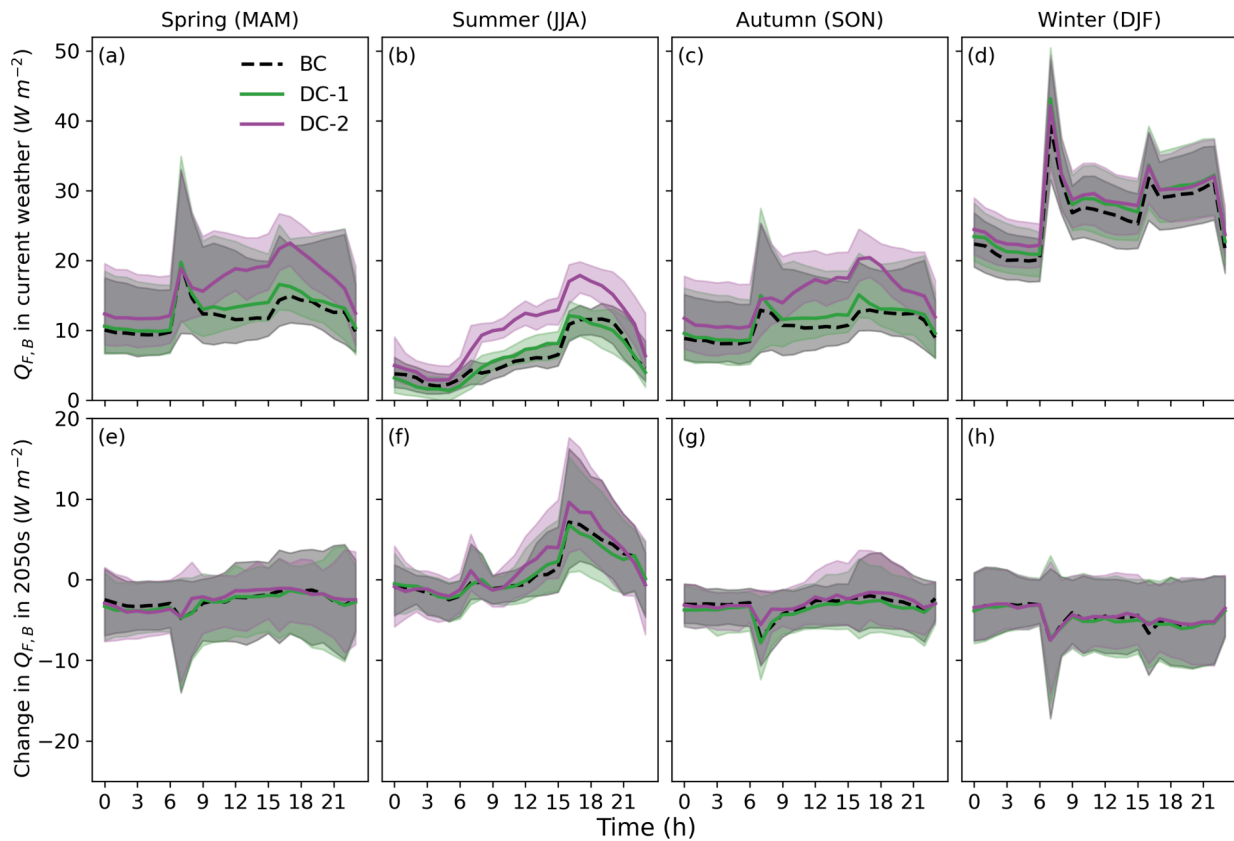 Spring (MAM) Summer (JJA) Autumn (SON) Winter (DJF)
(a) (b) (c) (d)
BC
DC-1
DC-2
50
40
30
20
10
0
Q_{F,B} in current weather (W m^{-2})
(e) (f) (g) (h)
20
10
0
−10
−20
Change in Q_{F,B} in 2050s (W m^{-2})
0 3 6 9 12 15 18 21 0 3 6 9 12 15 18 21 0 3 6 9 12 15 18 21 0 3 6 9 12 15 18 21
Time (h)